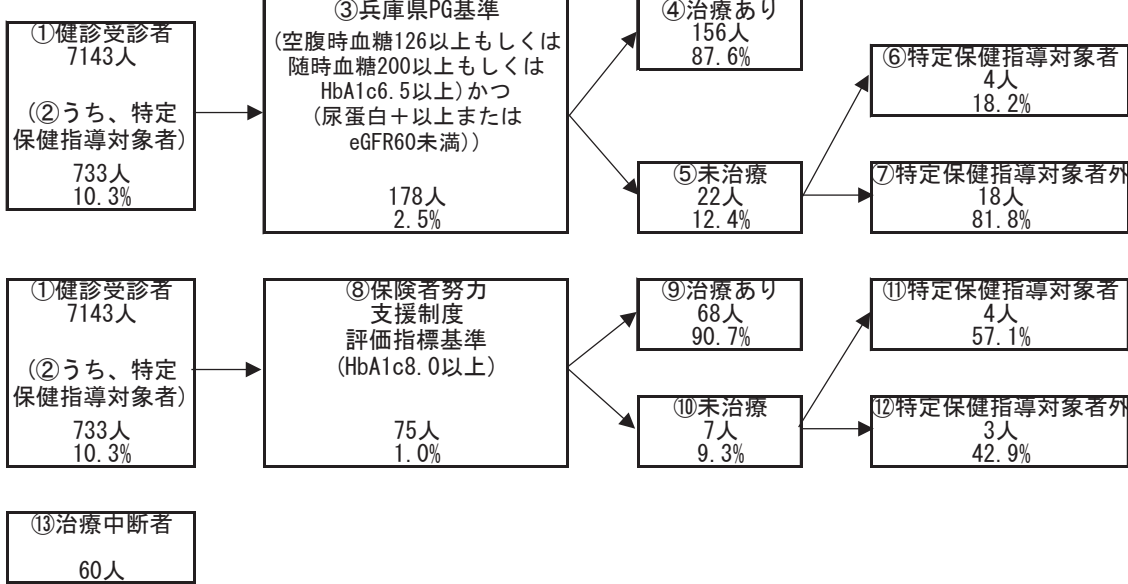 ①健診受診者
7143人
(②うち、特定
保健指導対象者)
733人
10.3%
③兵庫県PG基準
(空腹時血糖126以上もしくは
随時血糖200以上もしくは
HbA1c6.5以上)かつ
(尿蛋白＋以上または
eGFR60未満))
178人
2.5%
④治療あり
156人
87.6%
⑤未治療
22人
12.4%
⑥特定保健指導対象者
4人
18.2%
⑦特定保健指導対象者外
18人
81.8%
①健診受診者
7143人
(②うち、特定
保健指導対象者)
733人
10.3%
⑧保険者努力
支援制度
評価指標基準
(HbA1c8.0以上)
75人
1.0%
⑨治療あり
68人
90.7%
⑩未治療
7人
9.3%
⑪特定保健指導対象者
4人
57.1%
⑫特定保健指導対象者外
3人
42.9%
⑬治療中断者
60人